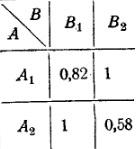 B
A B₁ B₂
A₁ 0,82 1
A₂ 1 0,58